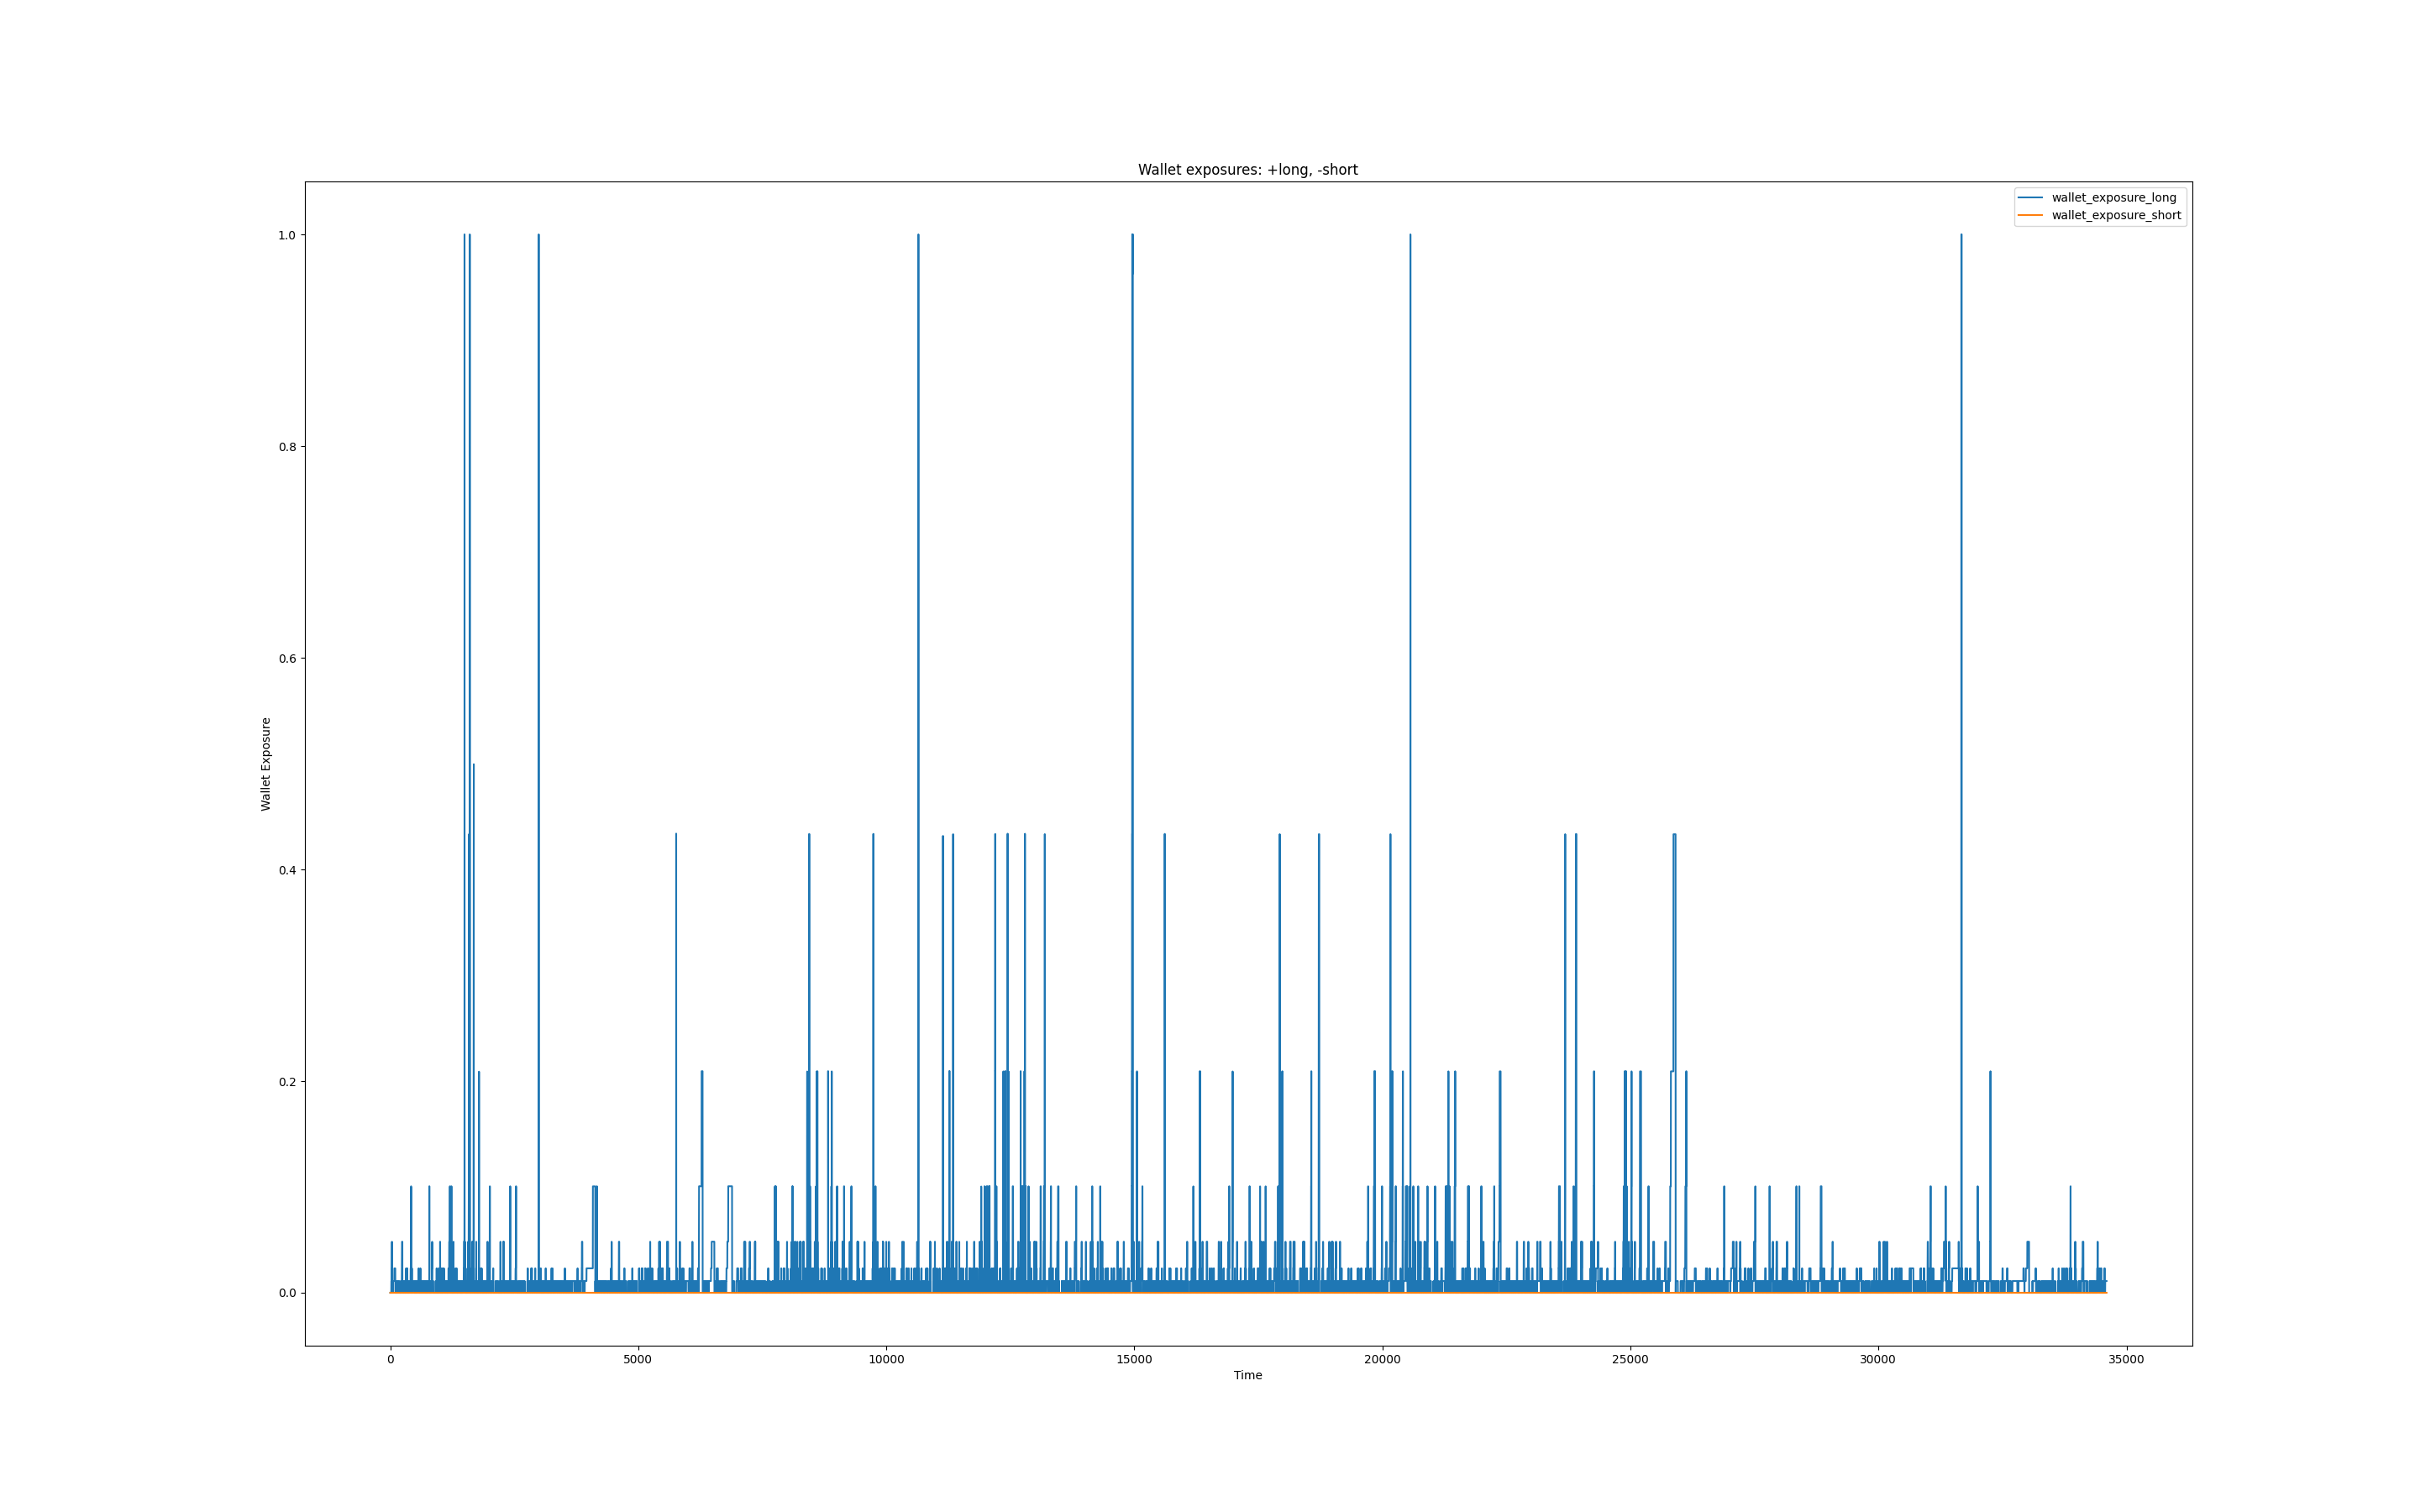 Wallet exposures: +long, -short
wallet_exposure_long
wallet_exposure_short
1.0
0.8
0.6
0.4
0.2
0.0
Wallet Exposure
0 5000 10000 15000 20000 25000 30000 35000
Time